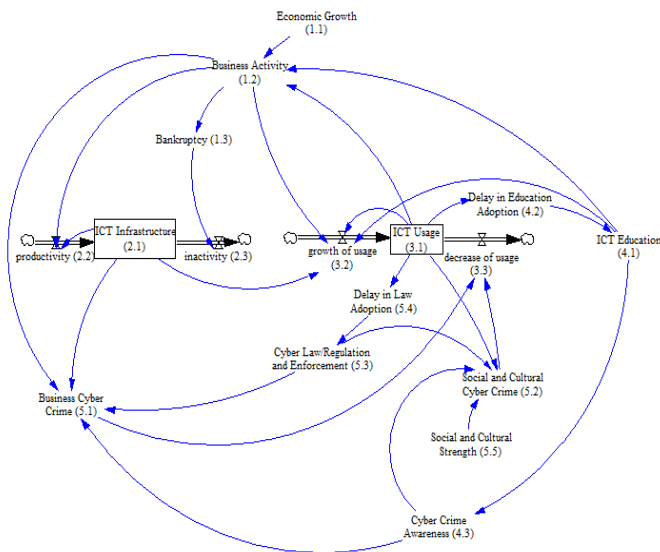 Economic Growth
(1.1)
Business Activity
(1.2)
Bankruptcy (1.3)
Delay in Education
Adoption (4.2)
ICT Infrastructure
(2.1)
productivity (2.2)
inactivity (2.3)
ICT Usage
(3.1)
growth of usage
(3.2)
decrease of usage
(3.3)
ICT Education
(4.1)
Delay in Law
Adoption (5.4)
Cyber Law/Regulation
and Enforcement (5.3)
Social and Cultural
Cyber Crime (5.2)
Business Cyber
Crime (5.1)
Social and Cultural
Strength (5.5)
Cyber Crime
Awareness (4.3)